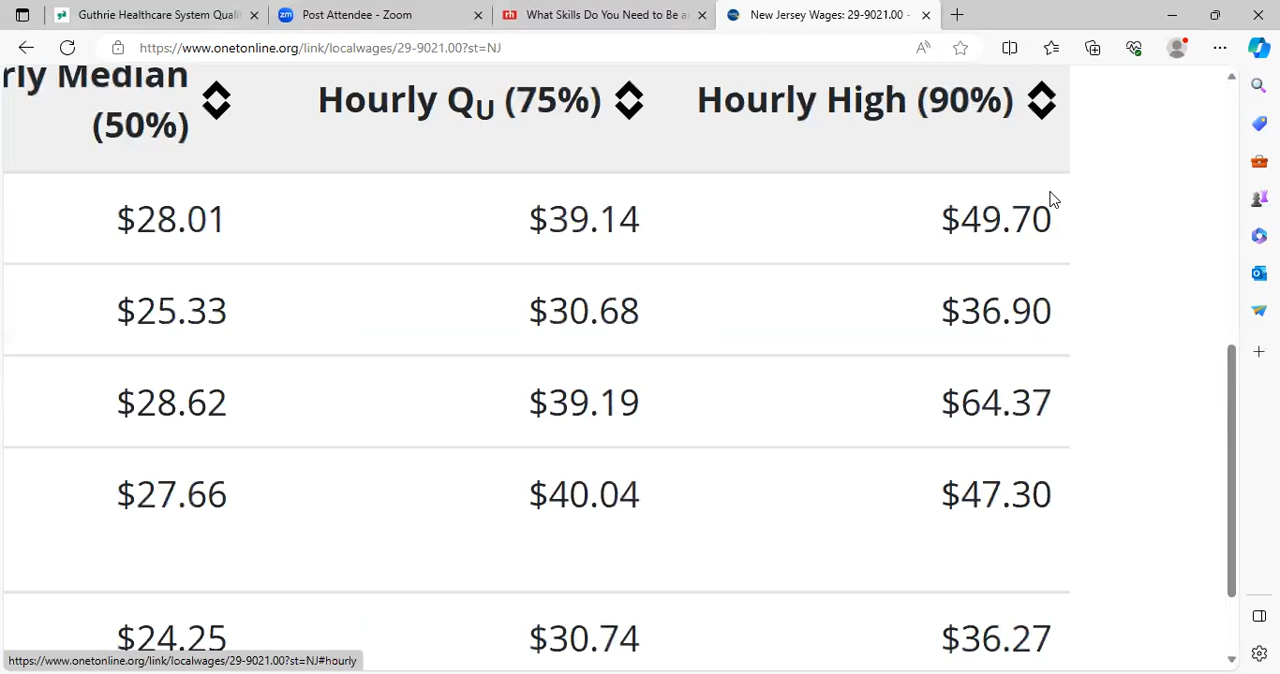 Guthrie Healthcare System Quali
Post Attendee - Zoom
What Skills Do You Need to Be a
New Jersey Wages: 29-9021.00 -
https://www.onetonline.org/link/localwages/29-9021.00?st=NJ
rly Median (50%)
Hourly QU (75%)
Hourly High (90%)
$28.01 $39.14 $49.70
$25.33 $30.68 $36.90
$28.62 $39.19 $64.37
$27.66 $40.04 $47.30
$24.25 $30.74 $36.27
https://www.onetonline.org/link/localwages/29-9021.00?st=NJ#hourly